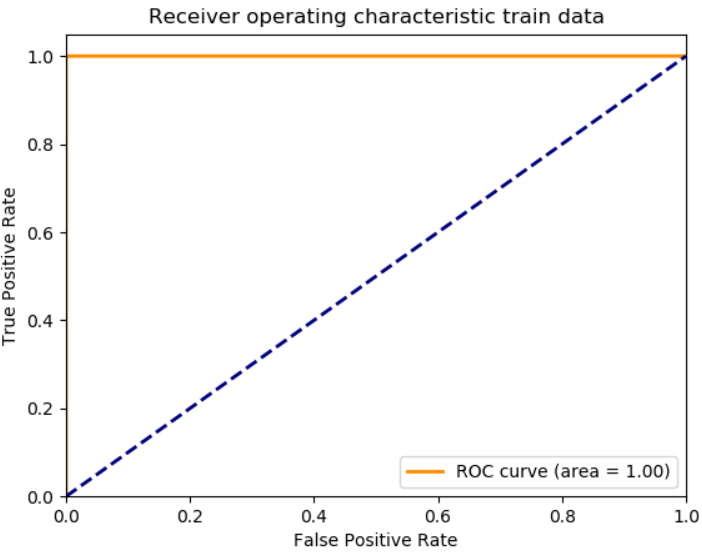 Receiver operating characteristic train data
True Positive Rate
1.0
0.8
0.6
0.4
0.2
0.0
ROC curve (area = 1.00)
0.0 0.2 0.4 0.6 0.8 1.0
False Positive Rate